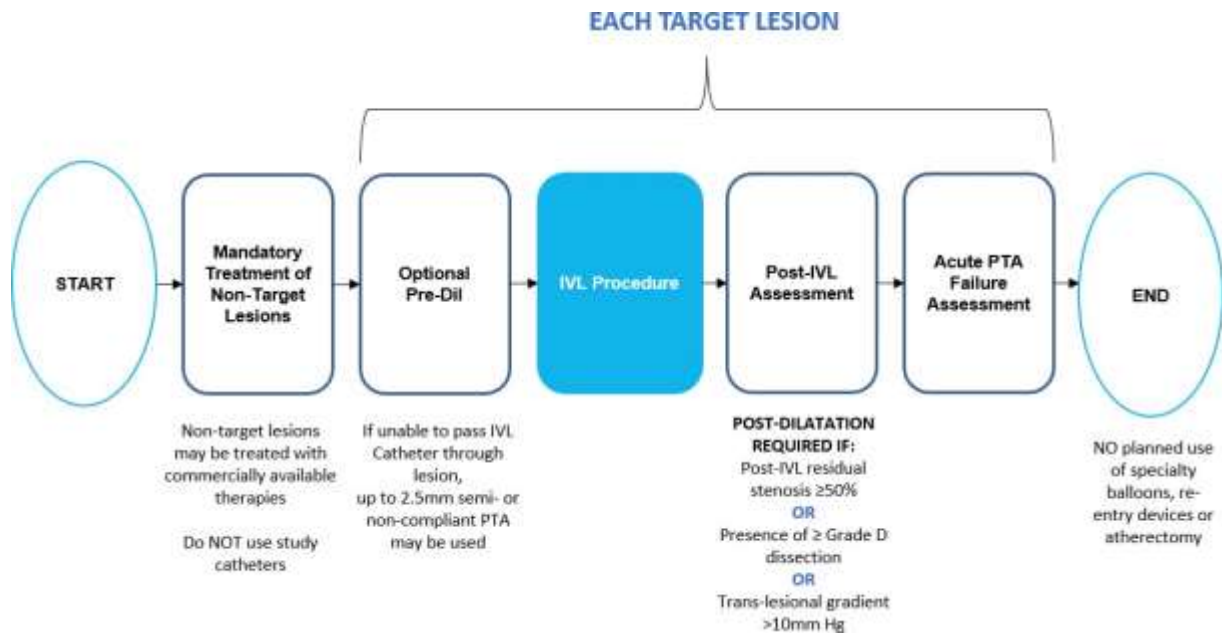 EACH TARGET LESION
START
Mandatory
Treatment of
Non-Target
Lesions
Optional
Pre-Dil
IVL Procedure
Post-IVL
Assessment
Acute PTA
Failure
Assessment
END
Non-target lesions
may be treated with
commercially available
therapies
Do NOT use study
catheters
If unable to pass IVL
Catheter through
lesion,
up to 2.5mm semi- or
non-compliant PTA
may be used
POST-DILATATION
REQUIRED IF:
Post-IVL residual
stenosis ≥50%
OR
Presence of ≥ Grade D
dissection
OR
Trans-lesional gradient
>10mm Hg
NO planned use
of specialty
balloons, re-
entry devices or
atherectomy